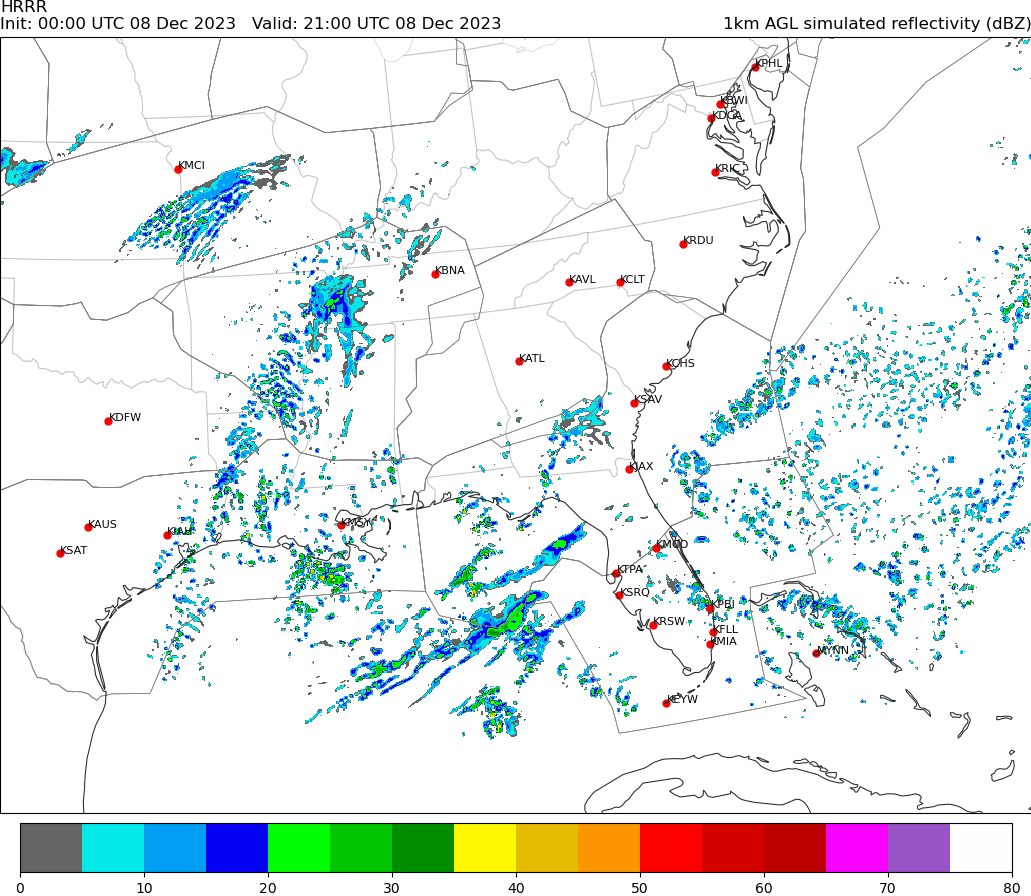 HRRR
Init: 00:00 UTC 08 Dec 2023   Valid: 21:00 UTC 08 Dec 2023   1km AGL simulated reflectivity (dBZ)
KPHL
KBWI
KDCA
KMCI
KRIC
KRDU
KBNA
KAVL
KCLT
KATL
KCHS
KSAV
KDFW
KJAX
KAUS
KMSY
KIAH
KSAT
KMCO
KTPA
KSRQ
KPBI
KRSW
KFLL
KMIA
MYNN
KEYW
0 10 20 30 40 50 60 70 80